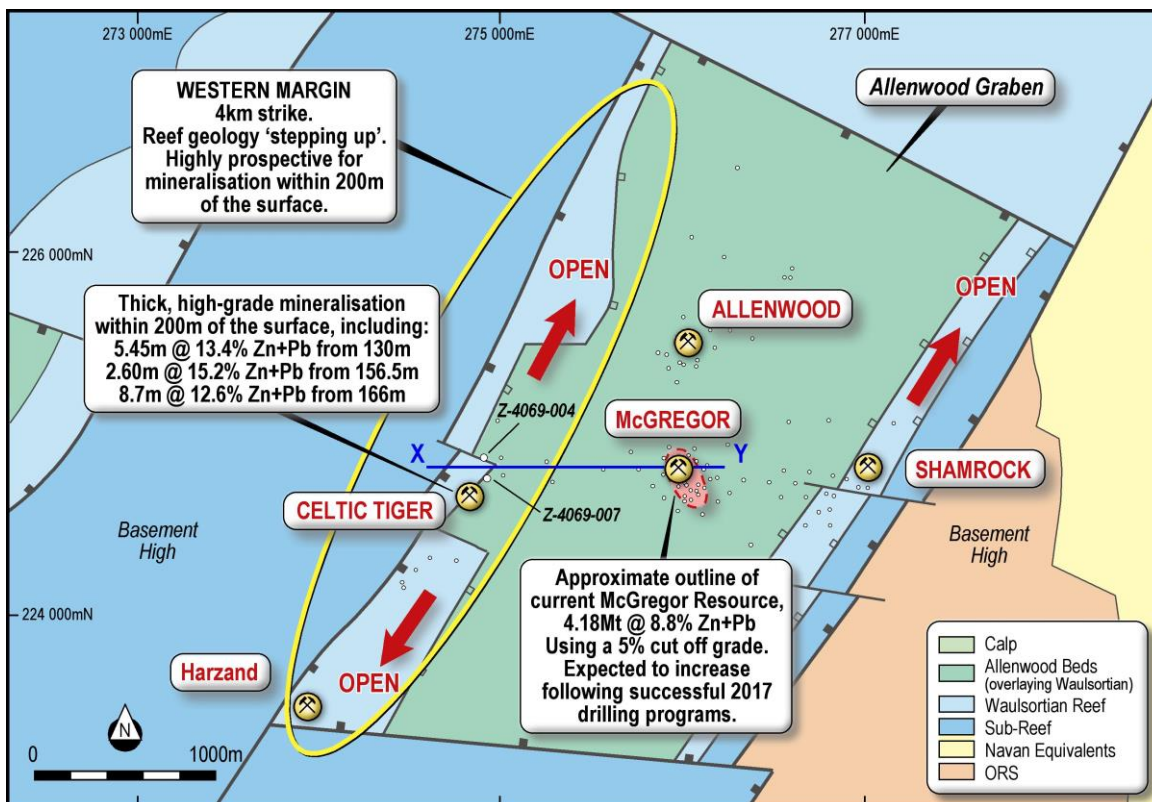 273 000mE
275 000mE
277 000mE
WESTERN MARGIN
4km strike.
Reef geology ‘stepping up’.
Highly prospective for
mineralisation within 200m
of the surface.
Allenwood Graben
226 000mN
OPEN
OPEN
Thick, high-grade mineralisation
within 200m of the surface, including:
5.45m @ 13.4% Zn+Pb from 130m
2.60m @ 15.2% Zn+Pb from 156.5m
8.7m @ 12.6% Zn+Pb from 166m
ALLENWOOD
Z-4069-004
McGREGOR
X
Y
SHAMROCK
CELTIC TIGER
Z-4069-007
Basement
High
Basement
High
Approximate outline of
current McGregor Resource,
4.18Mt @ 8.8% Zn+Pb
Using a 5% cut off grade.
Expected to increase
following successful 2017
drilling programs.
224 000mN
Harzand
OPEN
N
0
1000m
Calp
Allenwood Beds
(overlaying Waulsortian)
Waulsortian Reef
Sub-Reef
Navan Equivalents
ORS